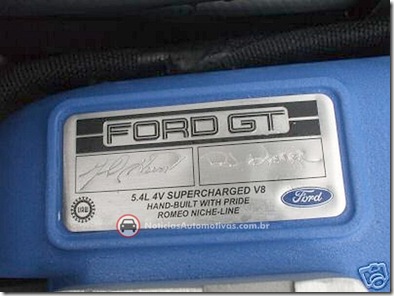 FORD GT
5.4L 4V SUPERCHARGED V8
HAND-BUILT WITH PRIDE
ROMEO NICHE-LINE
Ford
NoticiasAutomotivas.com.br